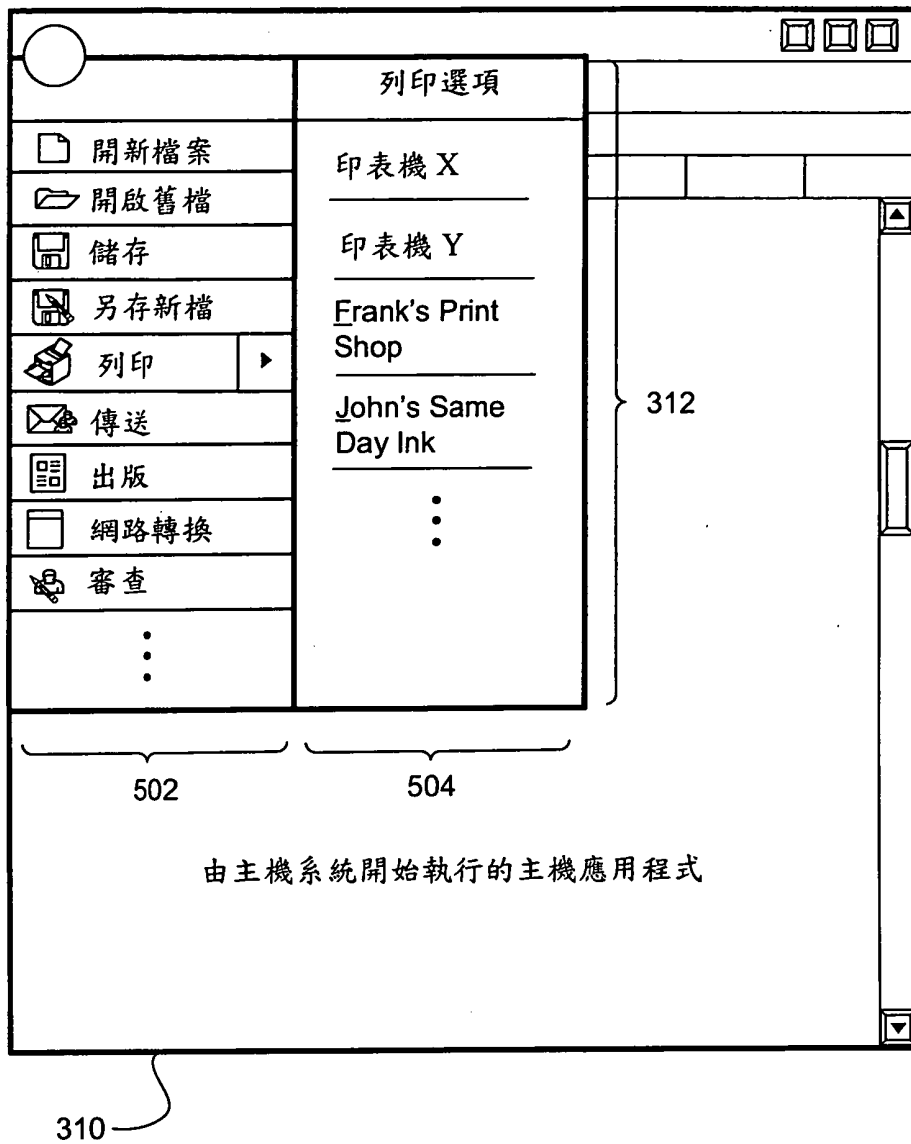 列印選項
開新檔案
開啟舊檔
儲存
另存新檔
列印
傳送
出版
網路轉換
審查
印表機 X
印表機 Y
Frank's Print
Shop
John's Same
Day Ink
312
502
504
由主機系統開始執行的主機應用程式
310